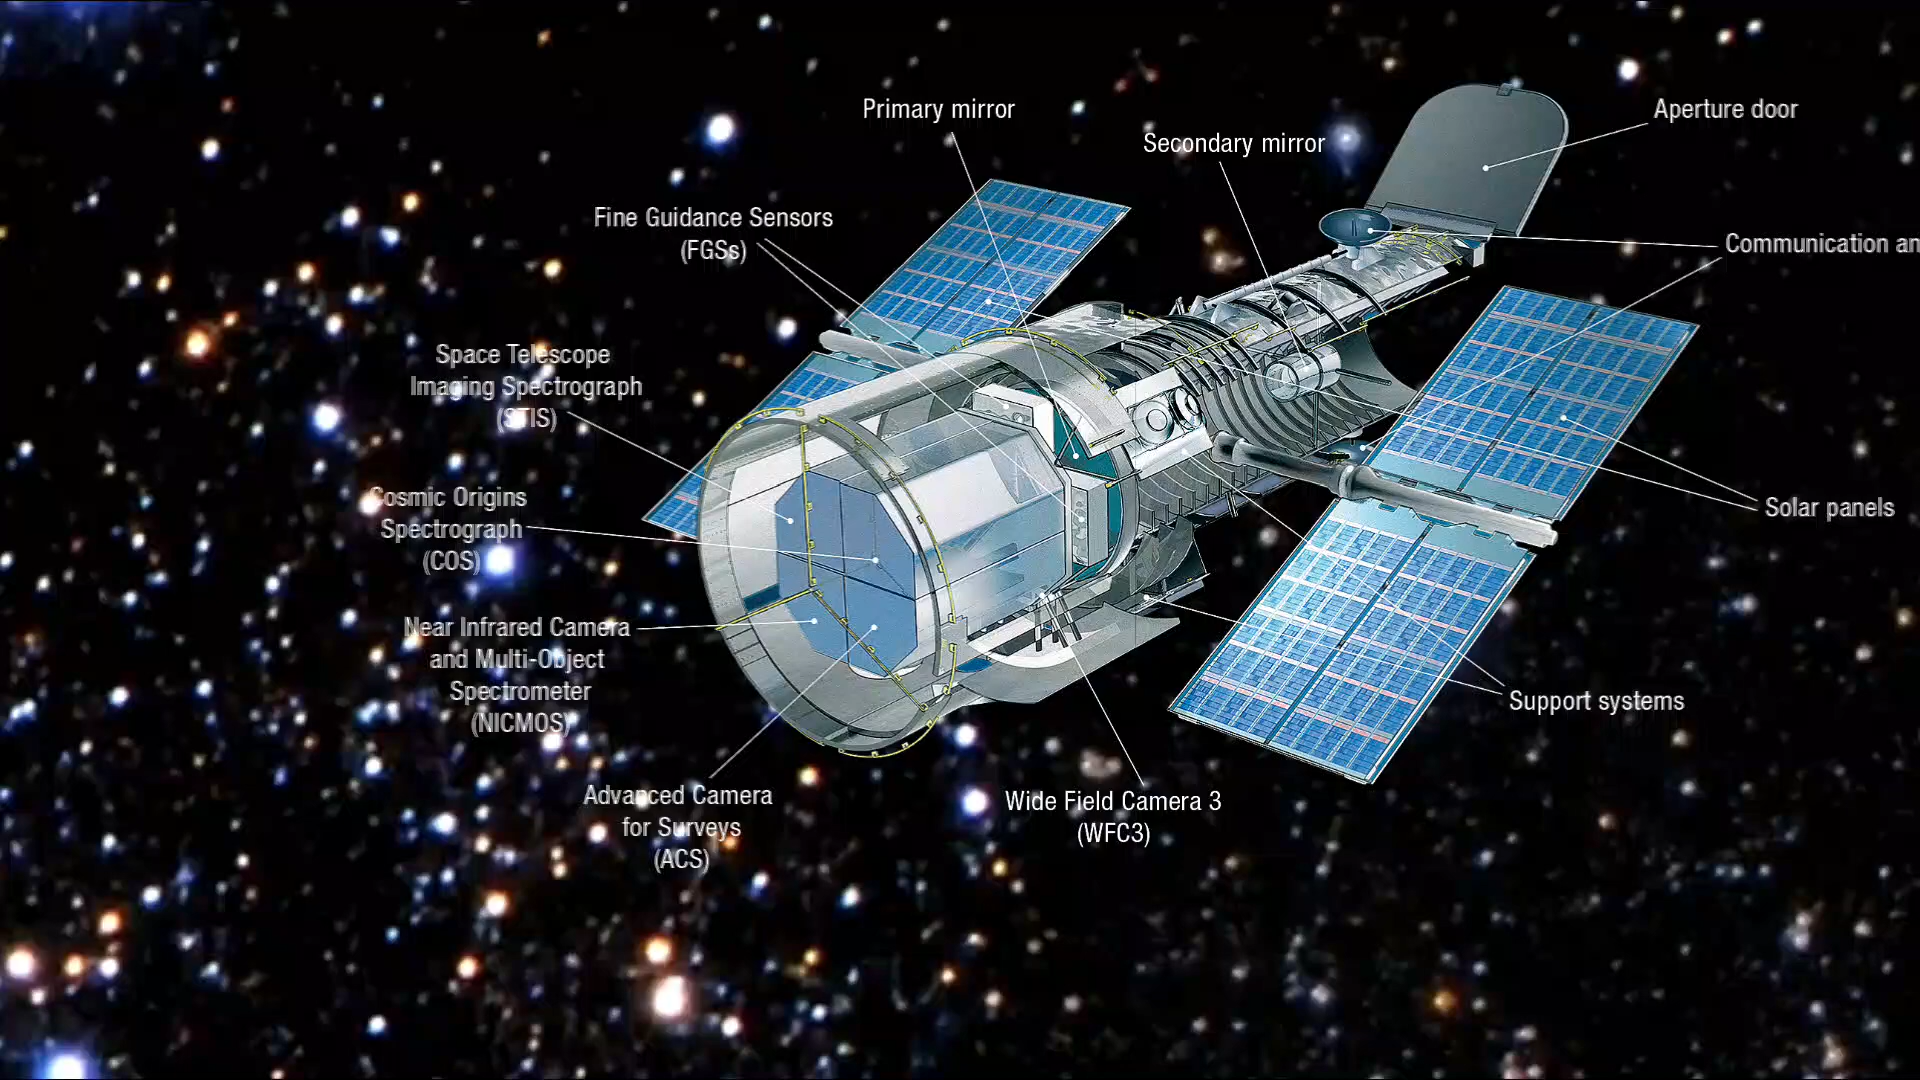 Primary mirror
Aperture door
Secondary mirror
Fine Guidance Sensors
(FGSs)
Communication
Space Telescope
Imaging Spectrograph
(STIS)
Cosmic Origins
Spectrograph
(COS)
Solar panels
Near Infrared Camera
and Multi-Object
Spectrometer
(NICMOS)
Support systems
Advanced Camera
for Surveys
(ACS)
Wide Field Camera 3
(WFC3)